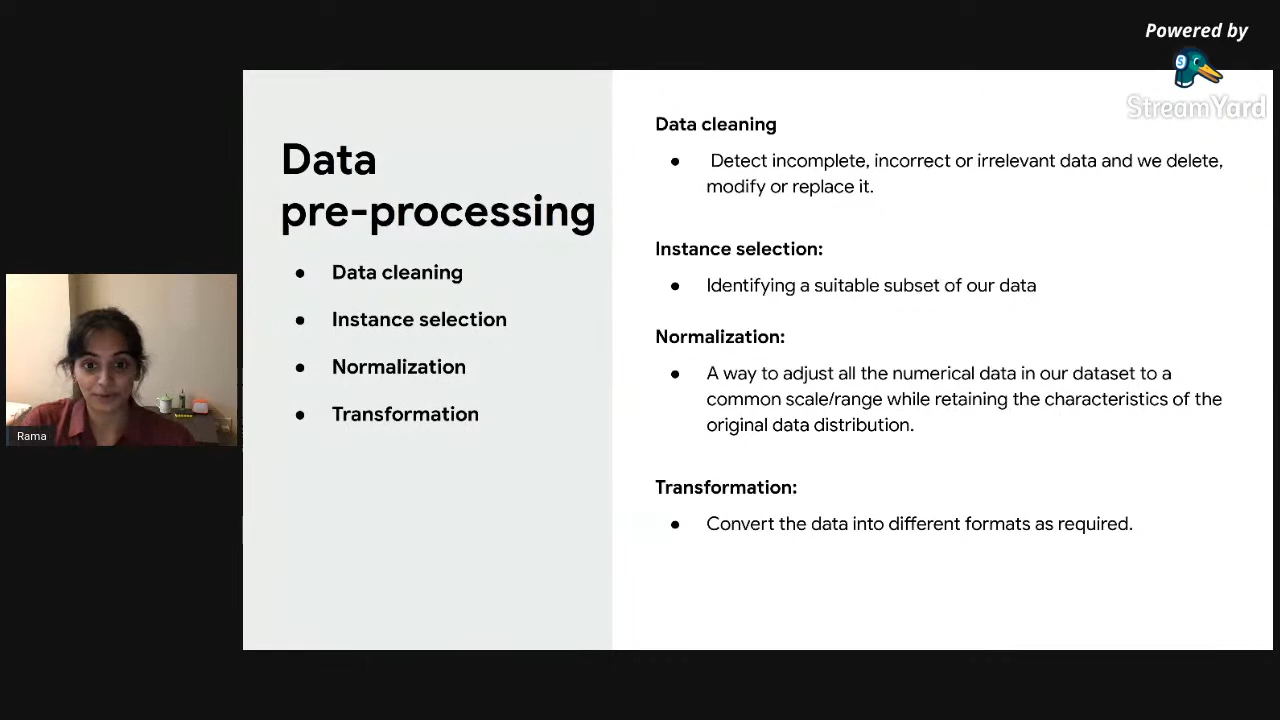 Powered by
StreamYard
Data
pre-processing
● Data cleaning
● Instance selection
● Normalization
● Transformation
Data cleaning
● Detect incomplete, incorrect or irrelevant data and we delete,
modify or replace it.
Instance selection:
● Identifying a suitable subset of our data
Normalization:
● A way to adjust all the numerical data in our dataset to a
common scale/range while retaining the characteristics of the
original data distribution.
Transformation:
● Convert the data into different formats as required.
Rama